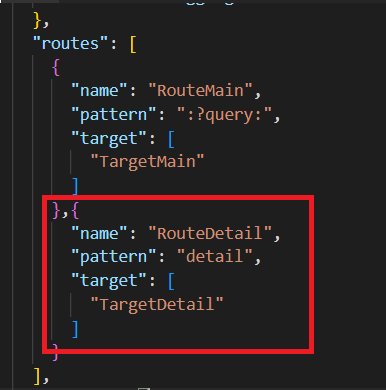 },
"routes": [
{
"name": "RouteMain",
"pattern": ":?query:",
"target": [
"TargetMain"
]
},{
"name": "RouteDetail",
"pattern": "detail",
"target": [
"TargetDetail"
]
}
],